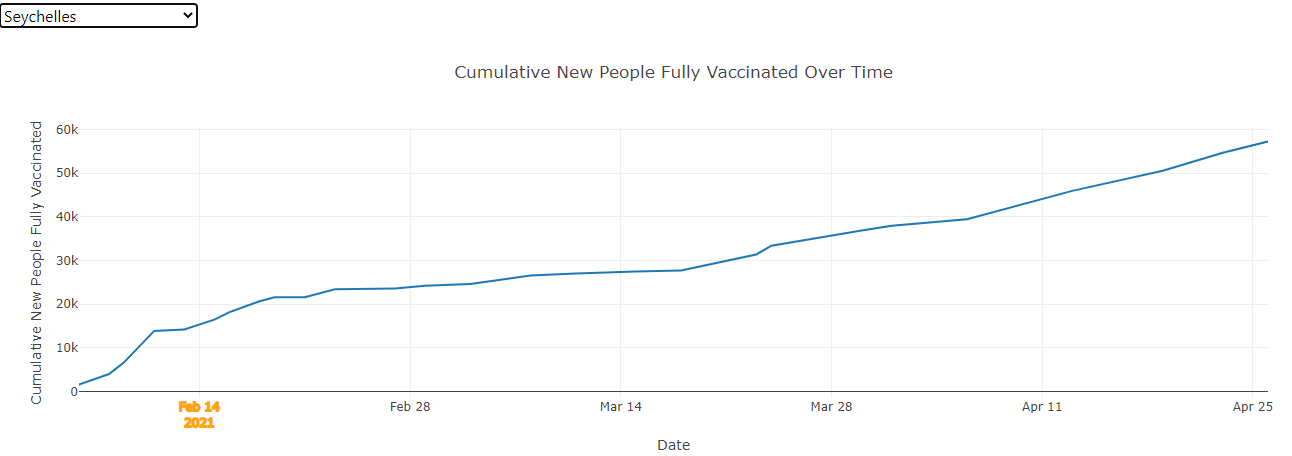 Seychelles
Cumulative New People Fully Vaccinated Over Time
Cumulative New People Fully Vaccinated
60k
50k
40k
30k
20k
10k
0
Feb 14
2021
Feb 28
Mar 14
Mar 28
Apr 11
Apr 25
Date